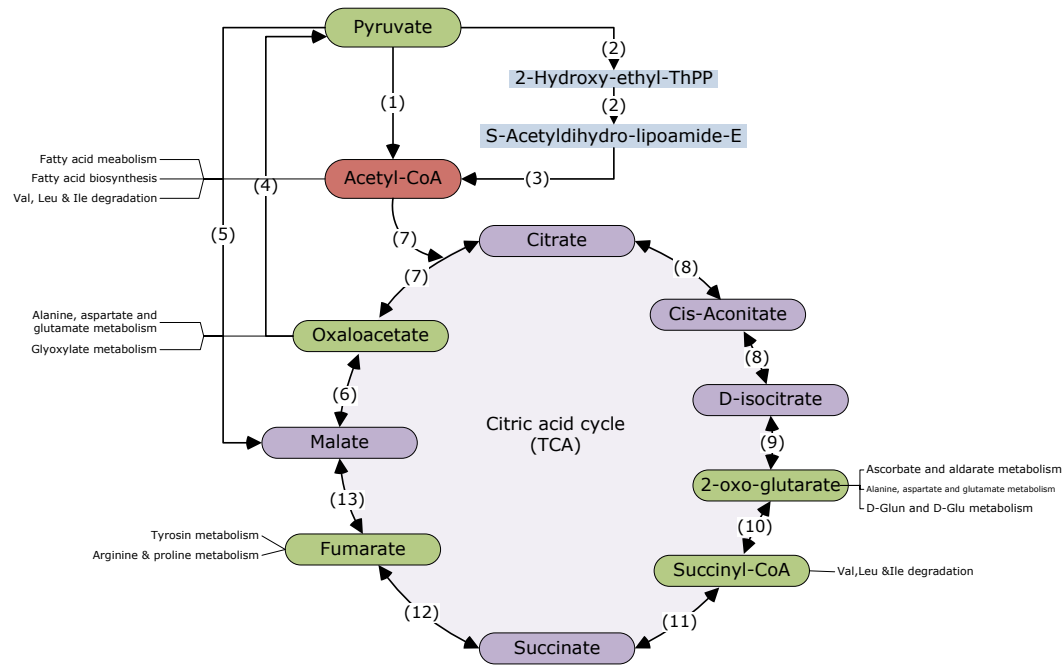 Pyruvate
(2)
2-Hydroxy-ethyl-ThPP
(1)
(2)
S-Acetyldihydro-lipoamide-E
Fatty acid meabolism
Fatty acid biosynthesis
Val, Leu & Ile degradation
Acetyl-CoA
(3)
(4)
(5)
(7)
Citrate
(7)
(8)
Alanine, aspartate and
glutamate metabolism
Glyoxylate metabolism
Oxaloacetate
Cis-Aconitate
(8)
(6)
D-isocitrate
Citric acid cycle
(TCA)
Malate
(9)
2-oxo-glutarate
Ascorbate and aldarate metabolism
Alanine, aspartate and glutamate metabolism
D-Glun and D-Glu metabolism
(13)
(10)
Tyrosin metabolism
Arginine & proline metabolism
Fumarate
Succinyl-CoA
Val,Leu &Ile degradation
(12)
(11)
Succinate